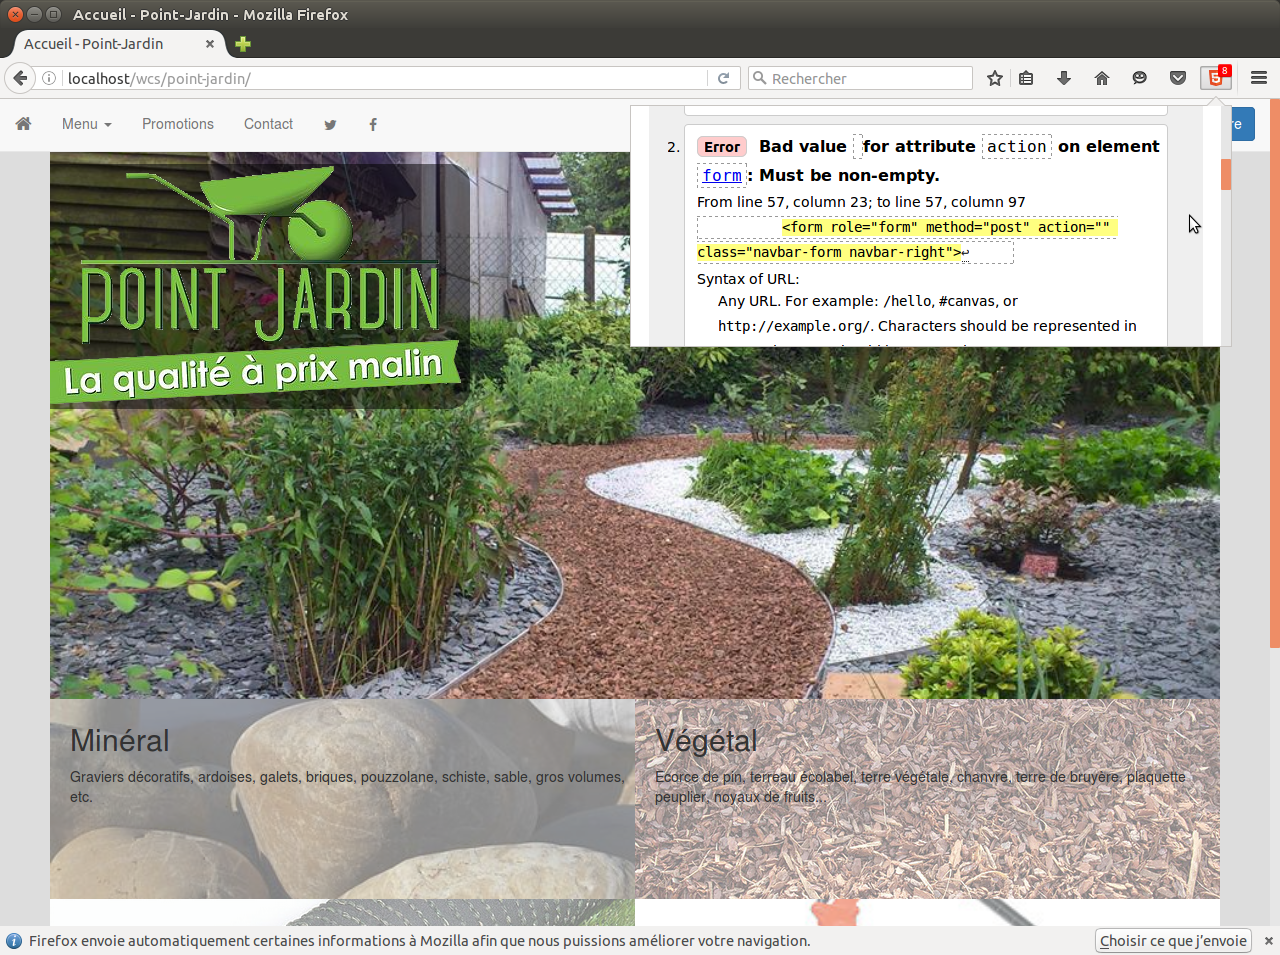 Accueil - Point-Jardin - Mozilla Firefox
Accueil - Point-Jardin
localhost/wcs/point-jardin/
Rechercher
8
Menu
Promotions
Contact
re
2. Error Bad value for attribute action on element
form: Must be non-empty.
From line 57, column 23; to line 57, column 97
<form role="form" method="post" action=""
class="navbar-form navbar-right">↩
Syntax of URL:
Any URL. For example: /hello, #canvas, or
http://example.org/. Characters should be represented in
POINT JARDIN
La qualité à prix malin
Minéral
Graviers décoratifs, ardoises, galets, briques, pouzzolane, schiste, sable, gros volumes,
etc.
Végétal
Ecorce de pin, terreau écolabel, terre végétale, chanvre, terre de bruyère, plaquette
peuplier, noyaux de fruits...
Firefox envoie automatiquement certaines informations à Mozilla afin que nous puissions améliorer votre navigation.
Choisir ce que j'envoie